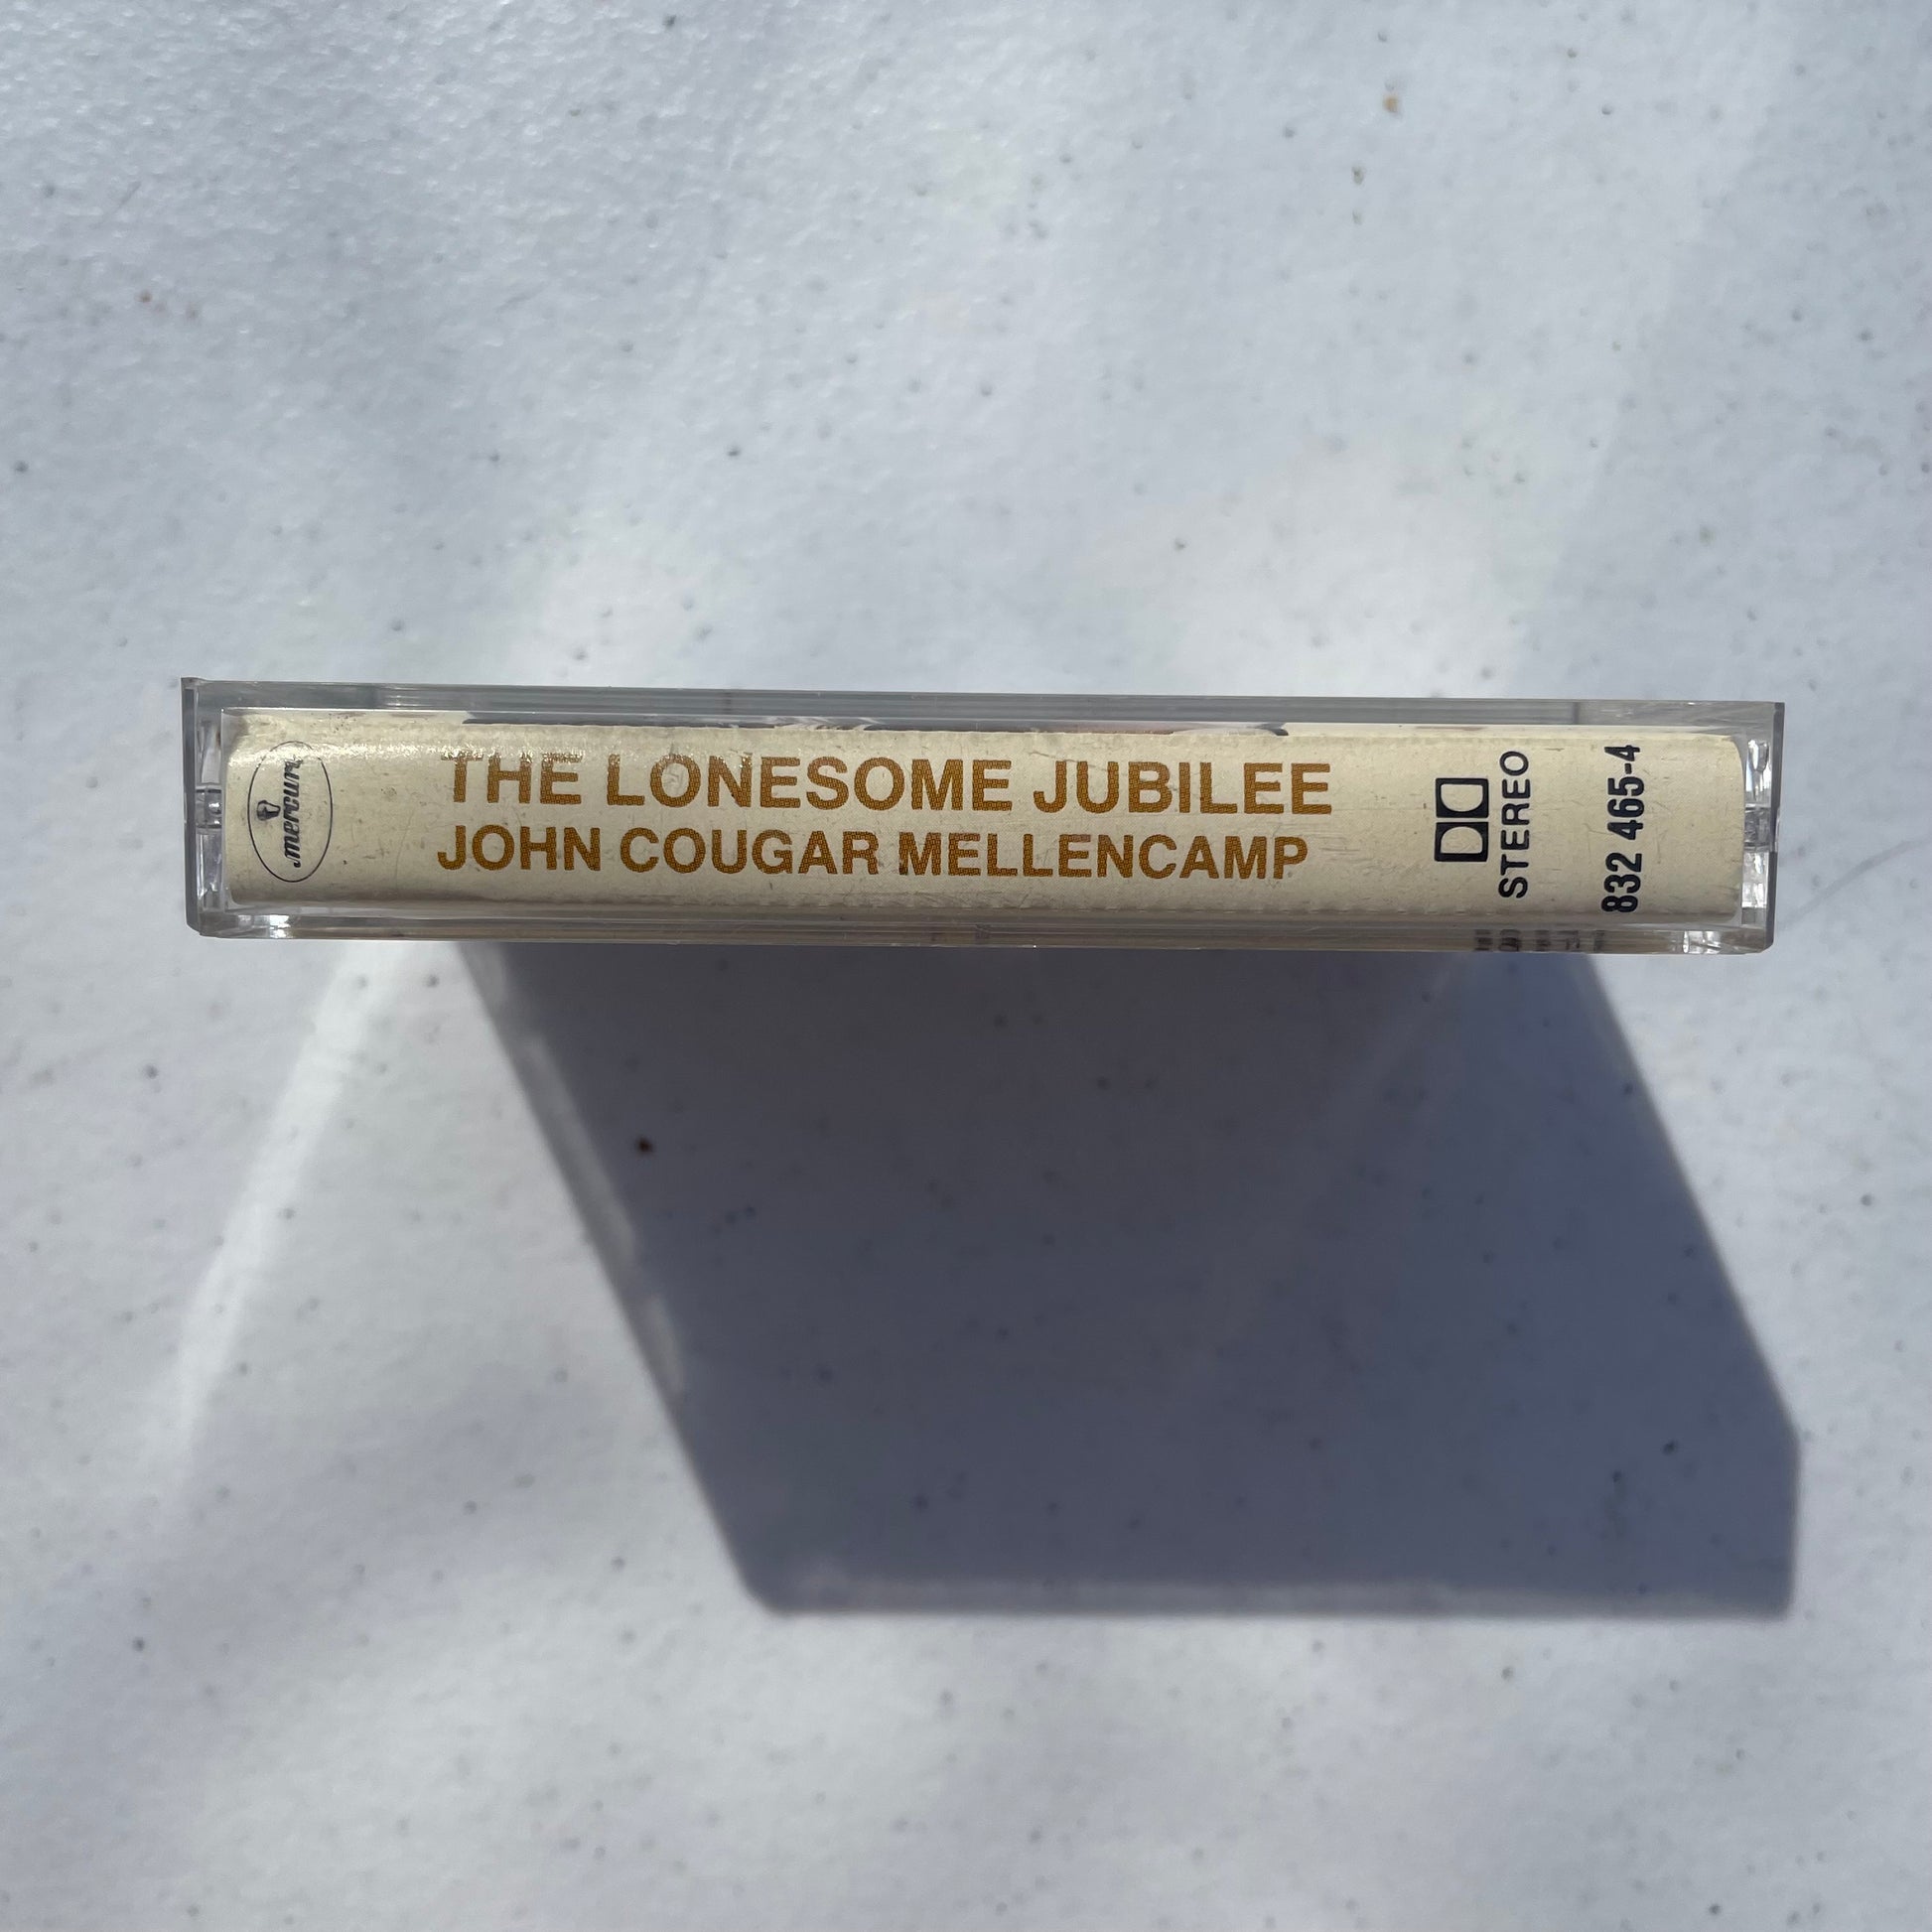 mercury
THE LONESOME JUBILEE
JOHN COUGAR MELLENCAMP
STEREO
832 465-4